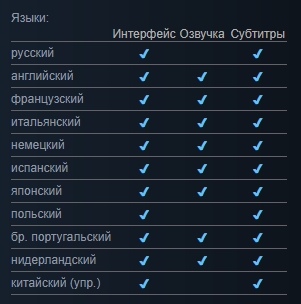 Языки:
Интерфейс Озвучка Субтитры
русский ✔ ✔
английский ✔ ✔ ✔
французский ✔ ✔ ✔
итальянский ✔ ✔ ✔
немецкий ✔ ✔ ✔
испанский ✔ ✔ ✔
японский ✔ ✔ ✔
польский ✔ ✔
бр. португальский ✔ ✔ ✔
нидерландский ✔ ✔ ✔
китайский (упр.) ✔ ✔